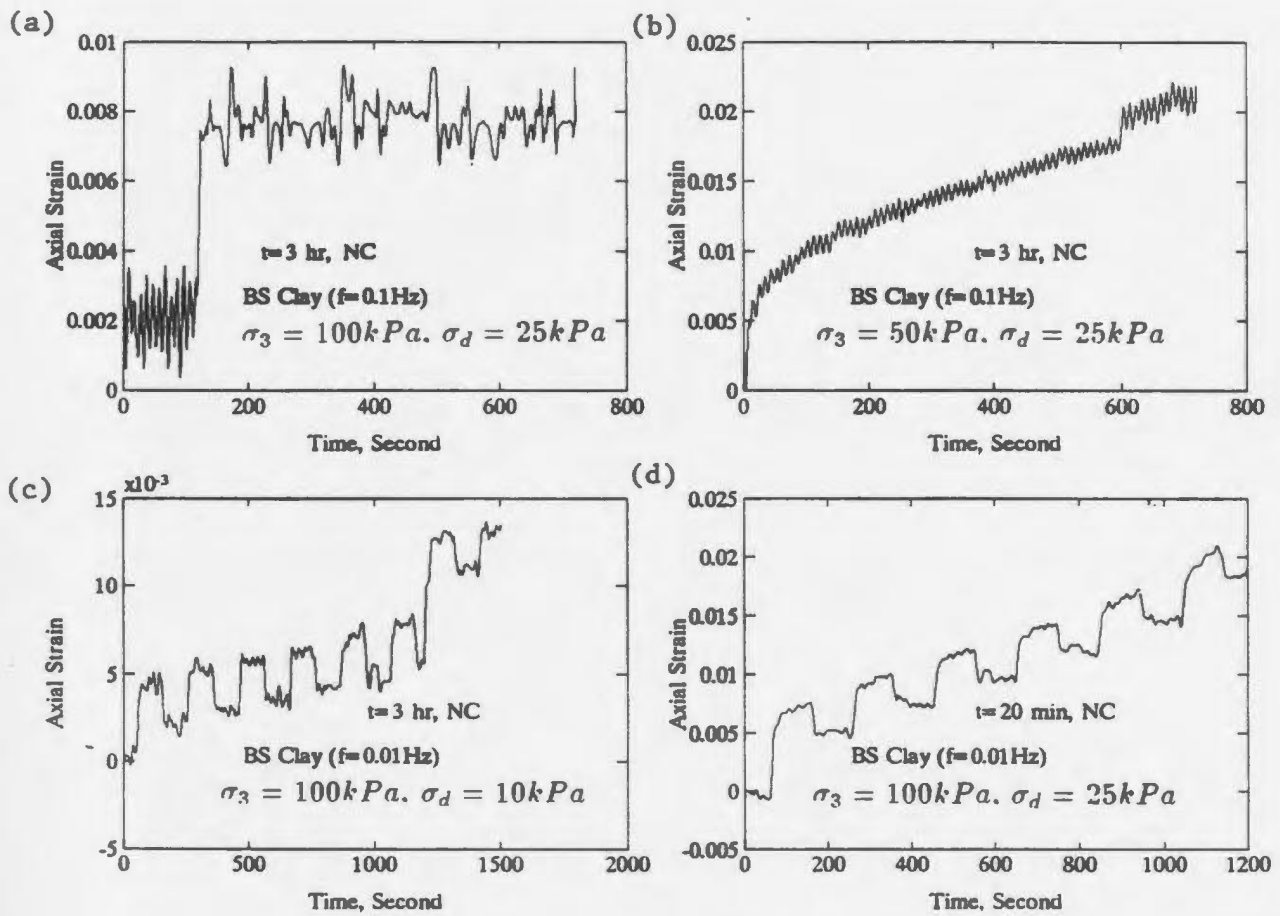 (a)
0.01
0.008
0.006
0.004
0.002
0
Axial Strain
t=3 hr, NC
BS Clay (f=0.1Hz)
σ₃ = 100kPa. σ_d = 25kPa
0 200 400 600 800
Time, Second
(b)
0.025
0.02
0.015
0.01
0.005
0
Axial Strain
t=3 hr, NC
BS Clay (f=0.1Hz)
σ₃ = 50kPa. σ_d = 25kPa
0 200 400 600 800
Time, Second
(c)
x10⁻³
15
10
5
0
-5
Axial Strain
t=3 hr, NC
BS Clay (f=0.01Hz)
σ₃ = 100kPa. σ_d = 10kPa
0 500 1000 1500 2000
Time, Second
(d)
0.025
0.02
0.015
0.01
0.005
0
-0.005
Axial Strain
t=20 min, NC
BS Clay (f=0.01Hz)
σ₃ = 100kPa. σ_d = 25kPa
0 200 400 600 800 1000 1200
Time, Second